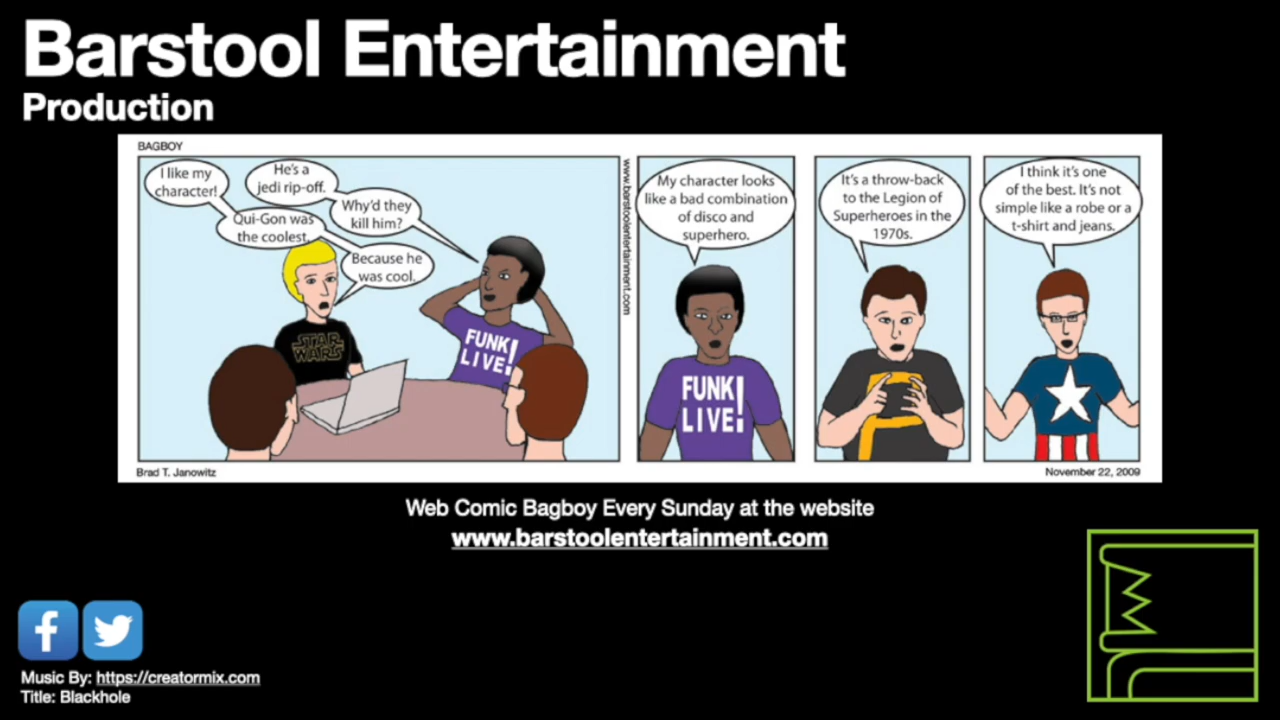 Barstool Entertainment
Production
BAGBOY
I like my
character!
He's a
jedi rip-off.
Qui-Gon was
the coolest.
Why'd they
kill him?
Because he
was cool.
STAR
WARS
FUNK
LIVE!
www.barstoolentertainment.com
My character looks
like a bad combination
of disco and
superhero.
FUNK
LIVE!
It's a throw-back
to the Legion of
Superheroes in the
1970s.
I think it's one
of the best. It's not
simple like a robe or a
t-shirt and jeans.
Brad T. Janowitz
November 22, 2009
Web Comic Bagboy Every Sunday at the website
www.barstoolentertainment.com
Music By: https://creatormix.com
Title: Blackhole